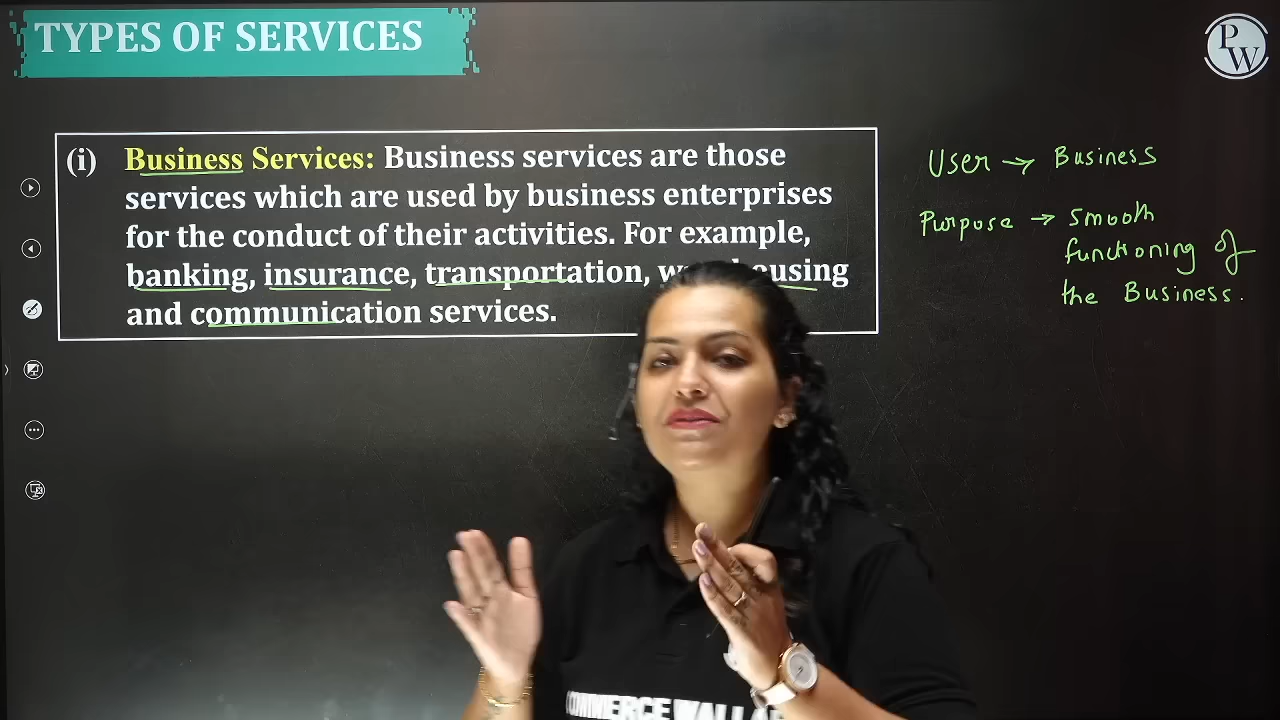 TYPES OF SERVICES
PW
(i) Business Services: Business services are those
services which are used by business enterprises
for the conduct of their activities. For example,
banking, insurance, transportation,
and communication services.
User → Business
Purpose → Smooth
functioning of
the Business.
COMMERCE